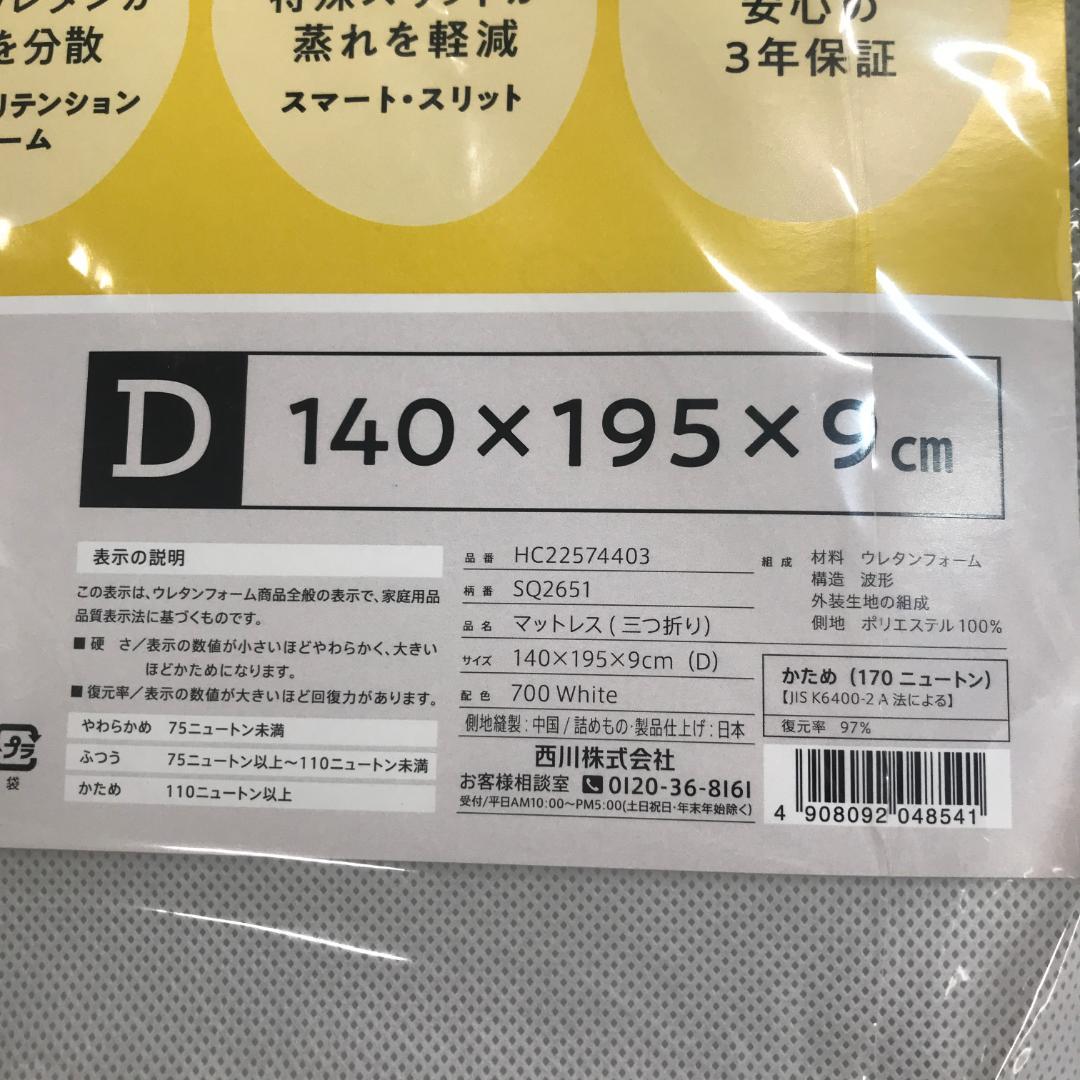 を分散
リテンション
ーム
蒸れを軽減
スマート・スリット
安心の
3年保証
D 140×195×9cm
表示の説明
この表示は、ウレタンフォーム商品全般の表示で、家庭用品
品質表示法に基づくものです。
■硬 さ/表示の数値が小さいほどやわらかく、大きい
ほどかためになります。
■復元率/表示の数値が大きいほど回復力があります。
やわらかめ 75ニュートン未満
ふつう 75ニュートン以上～110ニュートン未満
かため 110ニュートン以上
プラ
袋
品番 HC22574403
柄番 SQ2651
品名 マットレス(三つ折り)
サイズ 140×195×9cm (D)
配色 700 White
側地縫製:中国/詰めもの・製品仕上げ:日本
西川株式会社
お客様相談室 0120-36-8161
受付/平日AM10:00～PM5:00(土日祝日・年末年始除く)
組成 材料 ウレタンフォーム
構造 波形
外装生地の組成
側地 ポリエステル100%
かため(170 ニュートン)
【JIS K6400-2 A 法による】
復元率 97%
4 908092 048541